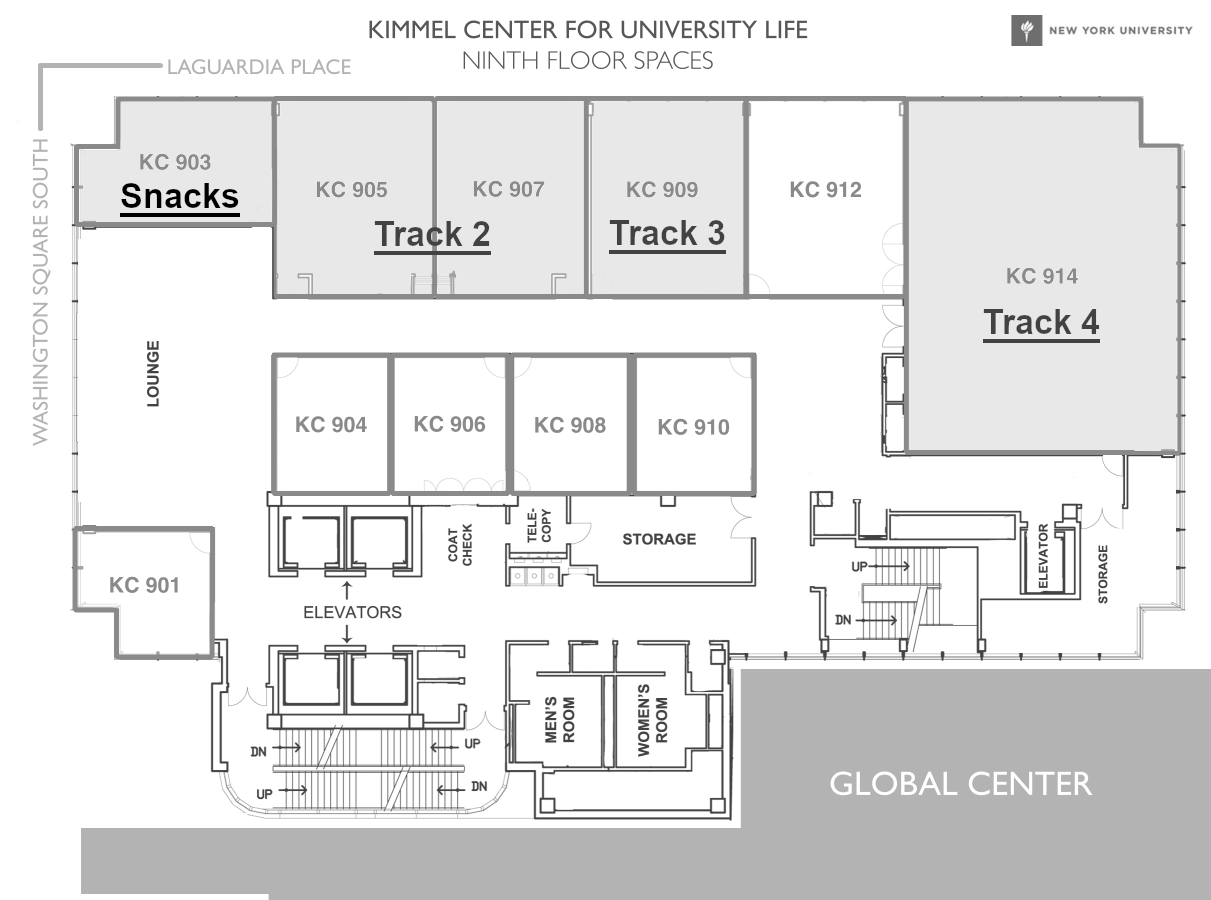 KIMMEL CENTER FOR UNIVERSITY LIFE
NINTH FLOOR SPACES
NEW YORK UNIVERSITY
LAGUARDIA PLACE
WASHINGTON SQUARE SOUTH
KC 903
Snacks
KC 905
KC 907
Track 2
KC 909
Track 3
KC 912
KC 914
Track 4
LOUNGE
KC 904
KC 906
KC 908
KC 910
KC 901
COAT
CHECK
TELE-
COPY
STORAGE
ELEVATORS
UP
DN
ELEVATOR
STORAGE
MEN'S
ROOM
WOMEN'S
ROOM
DN
UP
UP
DN
GLOBAL CENTER